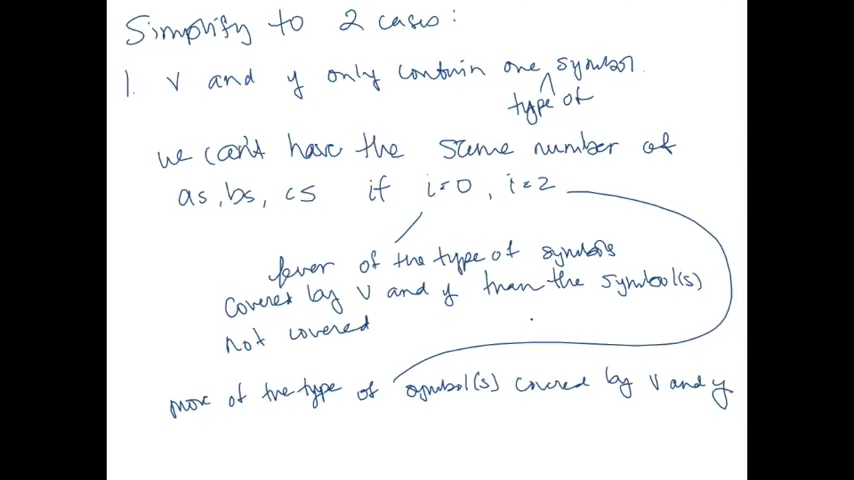 Simplify to 2 cases:
1. v and y only contain one type of symbol.
we can't have the same number of
as, bs, cs if i=0, i=2
fewer of the type of symbols
covered by v and y than the symbol(s)
not covered
more of the type of symbol(s) covered by v and y